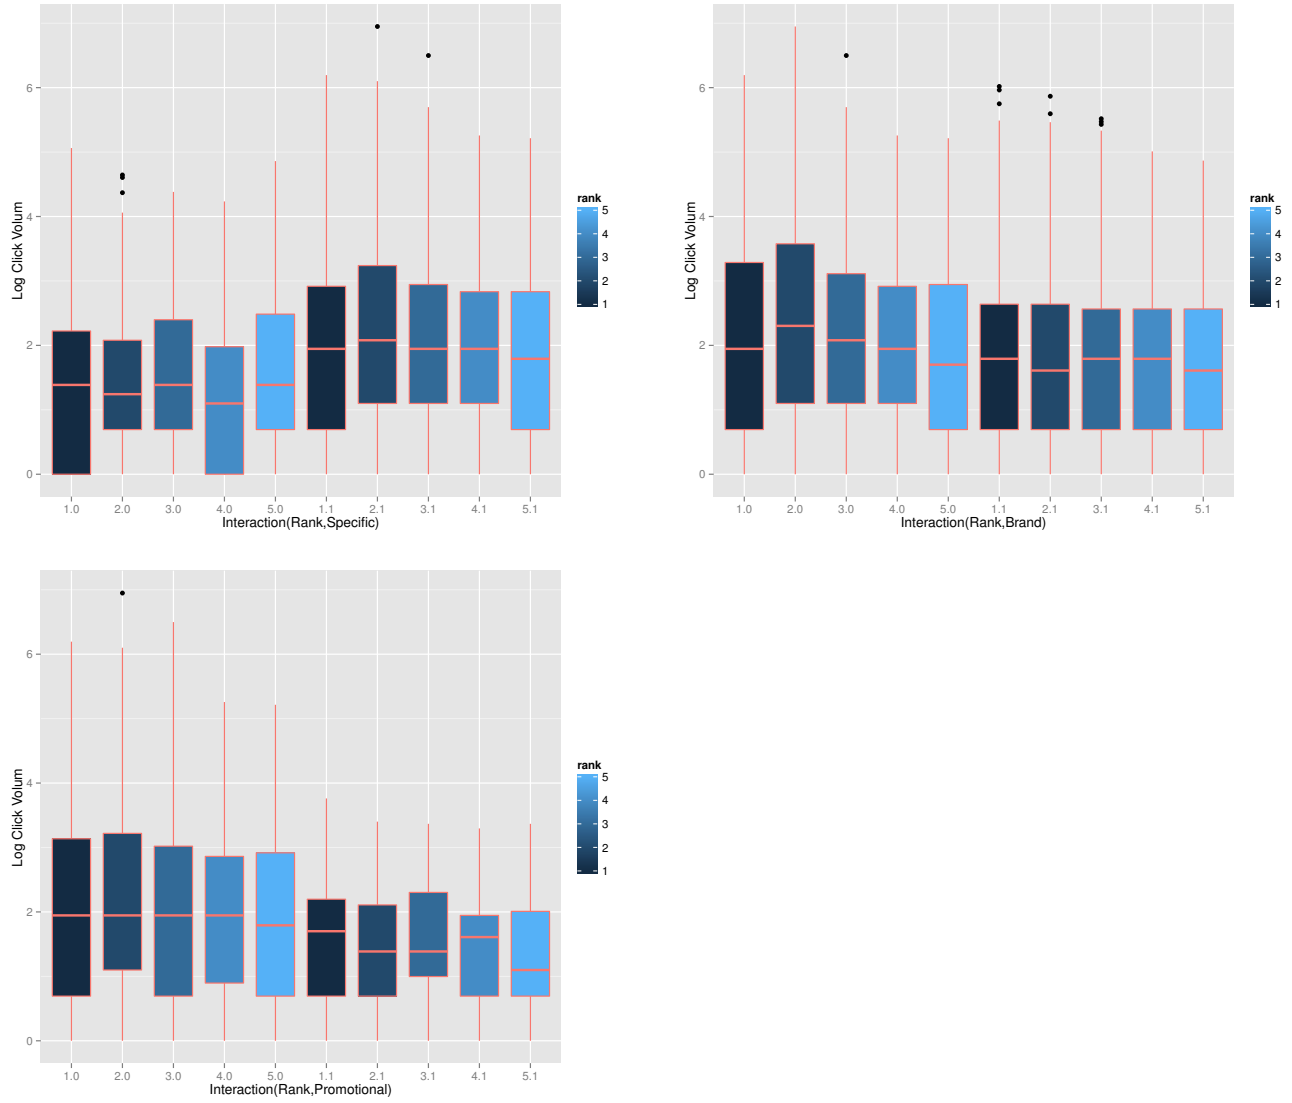 Log Click Volum
6
4
2
0
1.0 2.0 3.0 4.0 5.0 1.1 2.1 3.1 4.1 5.1
Interaction(Rank,Specific)
rank
5
4
3
2
1
Log Click Volum
6
4
2
0
1.0 2.0 3.0 4.0 5.0 1.1 2.1 3.1 4.1 5.1
Interaction(Rank,Brand)
rank
5
4
3
2
1
Log Click Volum
6
4
2
0
1.0 2.0 3.0 4.0 5.0 1.1 2.1 3.1 4.1 5.1
Interaction(Rank,Promotional)
rank
5
4
3
2
1